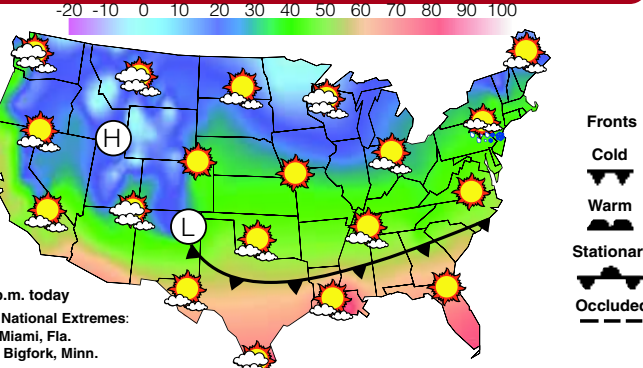 -20 -10 0 10 20 30 40 50 60 70 80 90 100
H
L
Fronts
Cold
Warm
Stationar
Occluded
p.m. today
National Extremes:
Miami, Fla.
Bigfork, Minn.